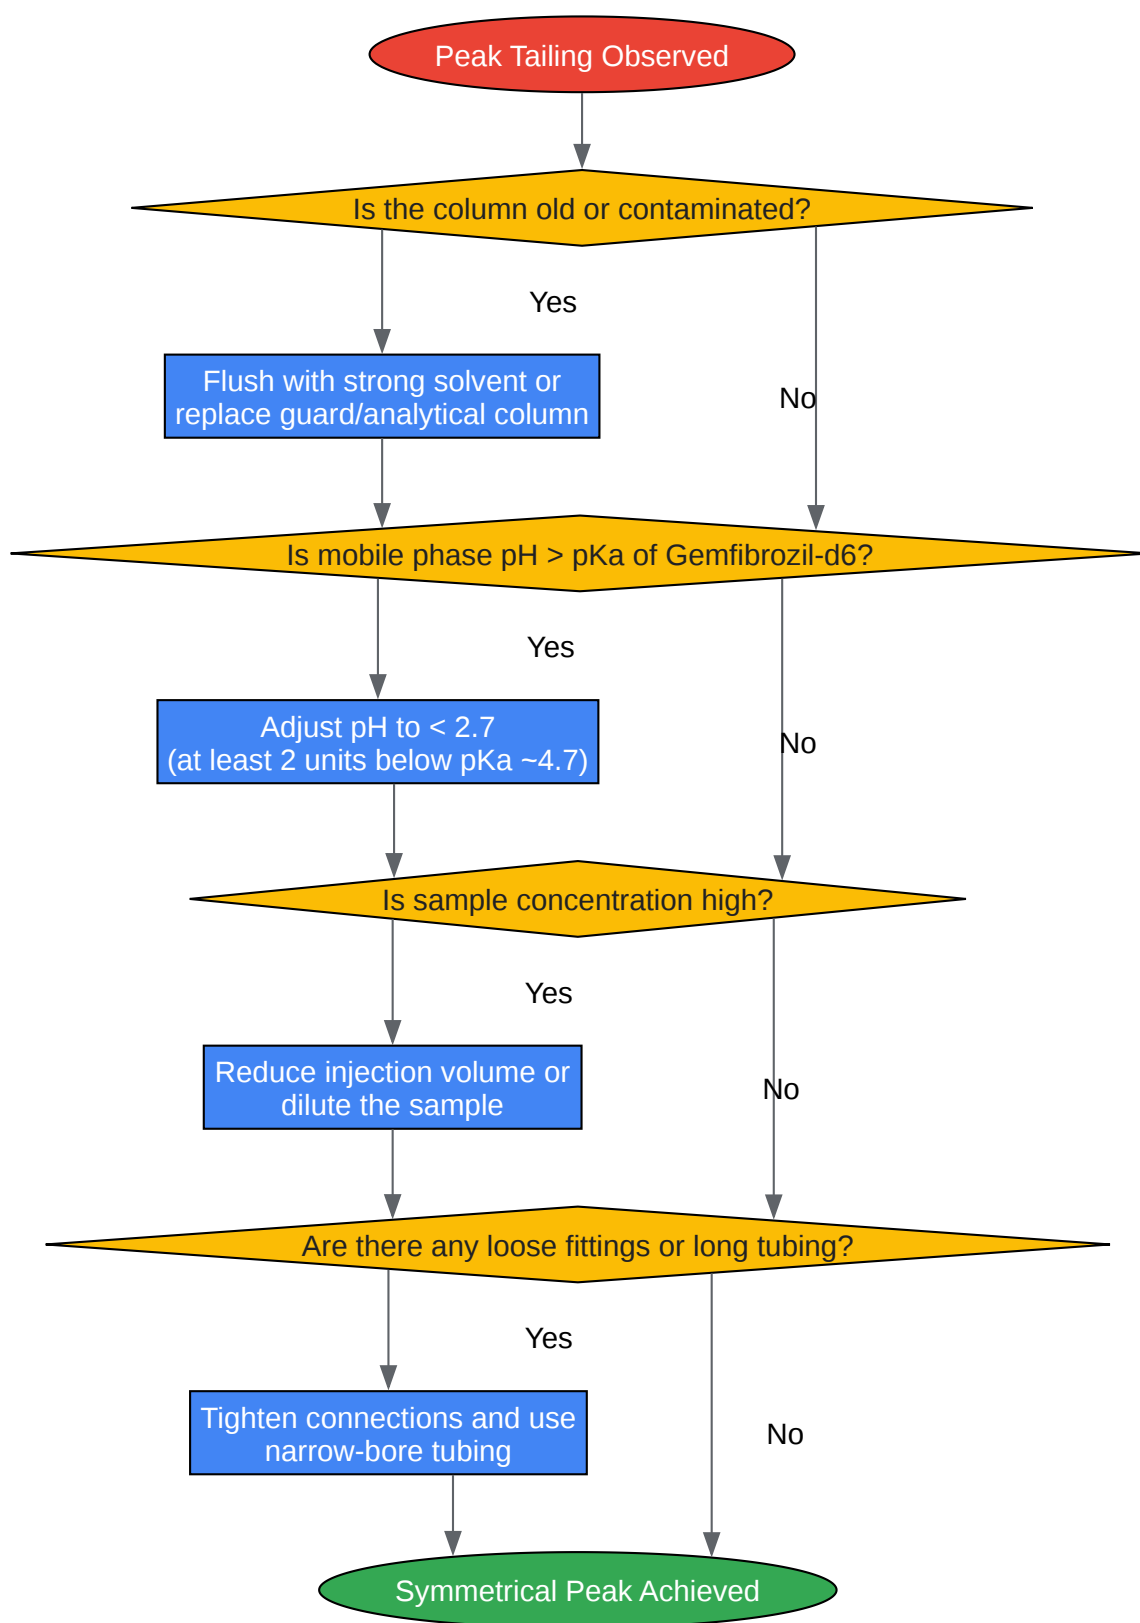 Peak Tailing Observed
Is the column old or contaminated?
Yes
Flush with strong solvent or
replace guard/analytical column
No
Is mobile phase pH > pKa of Gemfibrozil-d6?
Yes
Adjust pH to < 2.7
(at least 2 units below pKa ~4.7)
No
Is sample concentration high?
Yes
Reduce injection volume or
dilute the sample
No
Are there any loose fittings or long tubing?
Yes
Tighten connections and use
narrow-bore tubing
No
Symmetrical Peak Achieved